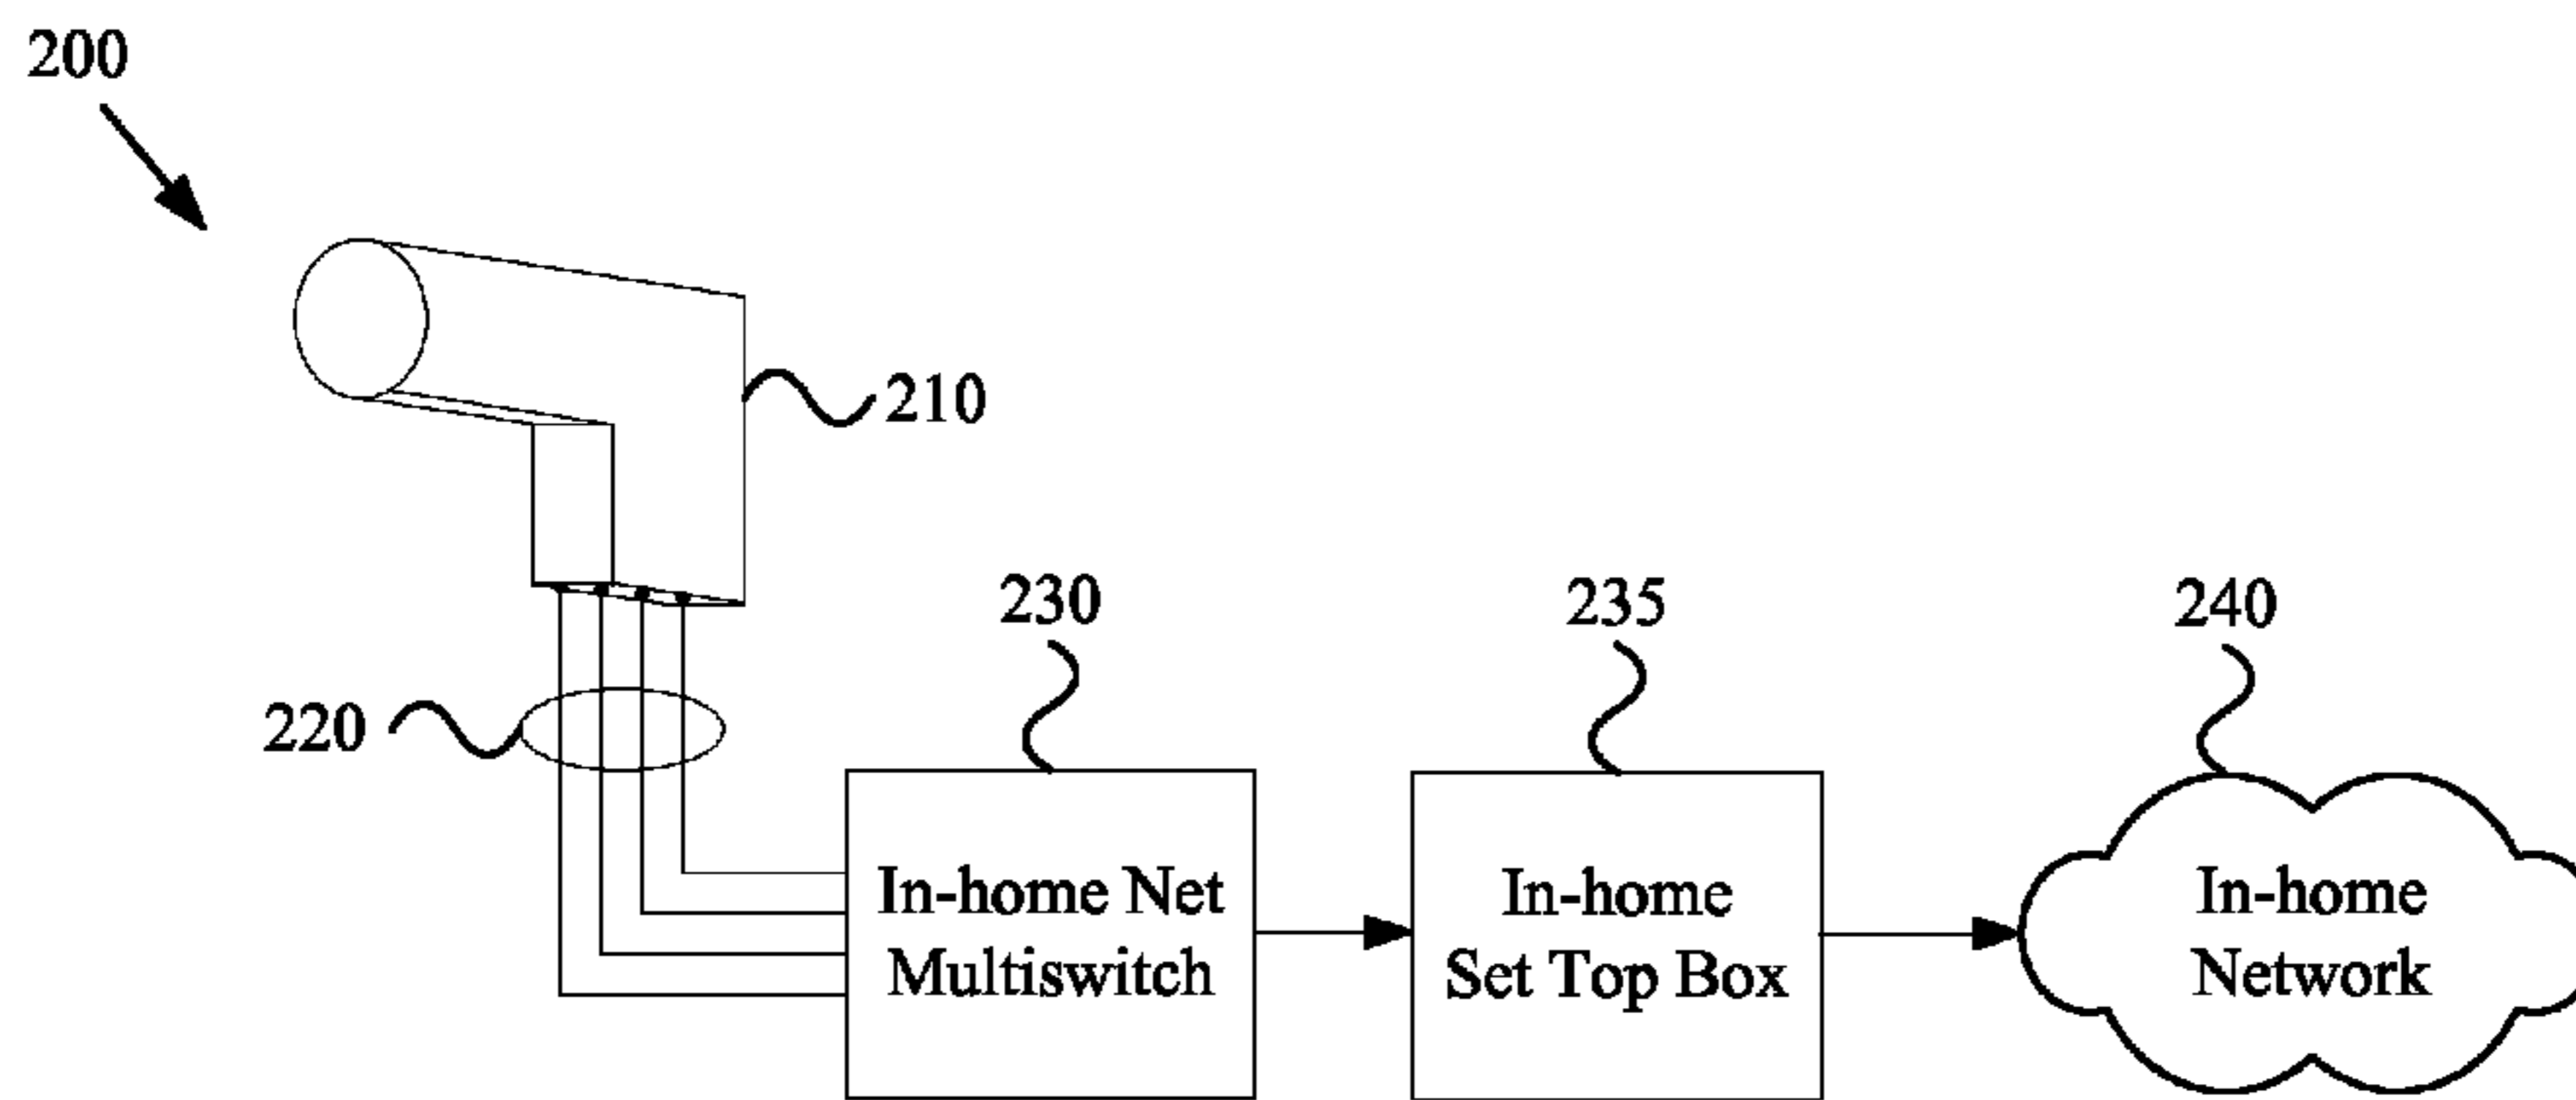 200
210
230
235
240
220
In-home Net
Multiswitch
In-home
Set Top Box
In-home
Network